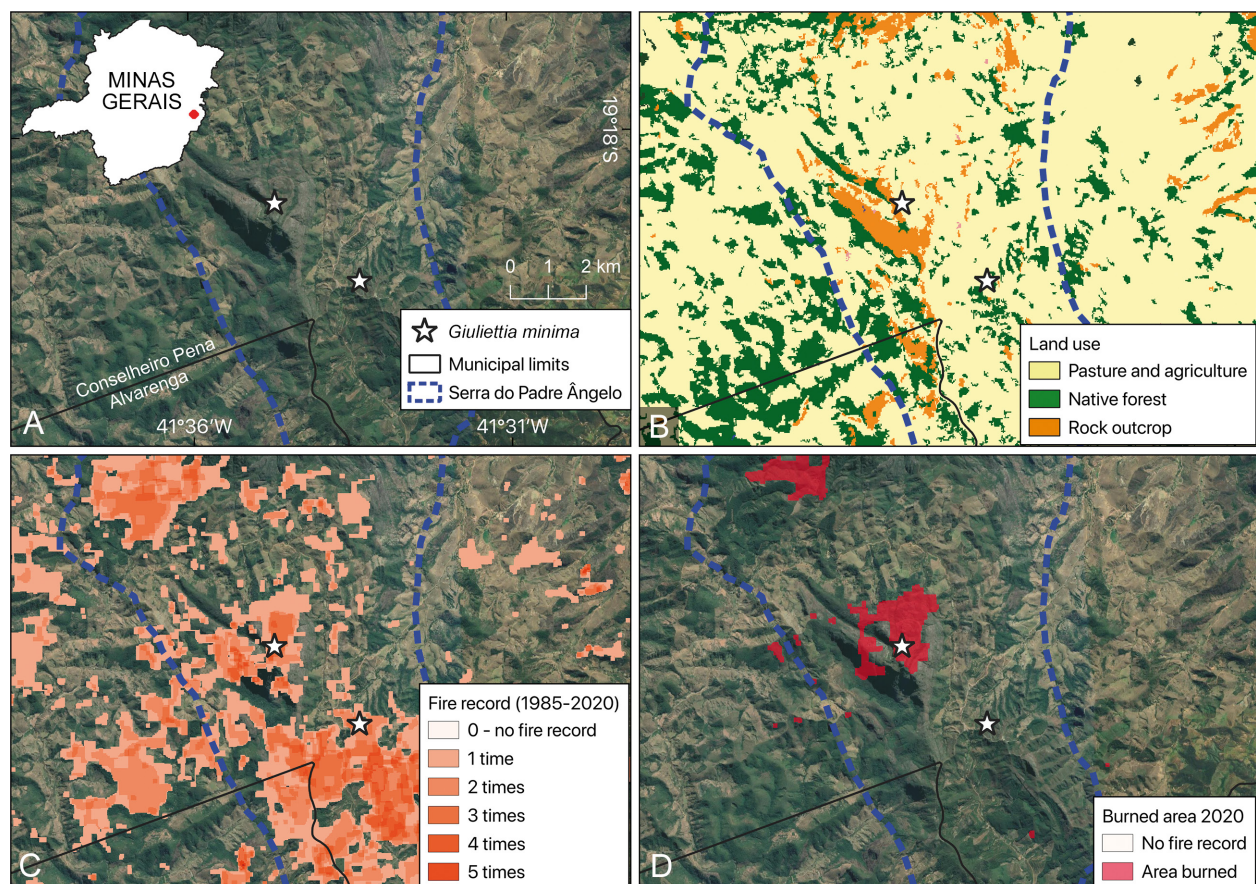 MINAS
GERAIS
19°18'S
0 1 2 km
Giuliettia minima
Municipal limits
Serra do Padre Ângelo
Conselheiro Pena
Alvarenga
41°36'W
41°31'W
A
Land use
Pasture and agriculture
Native forest
Rock outcrop
B
Fire record (1985-2020)
0 - no fire record
1 time
2 times
3 times
4 times
5 times
C
Burned area 2020
No fire record
Area burned
D